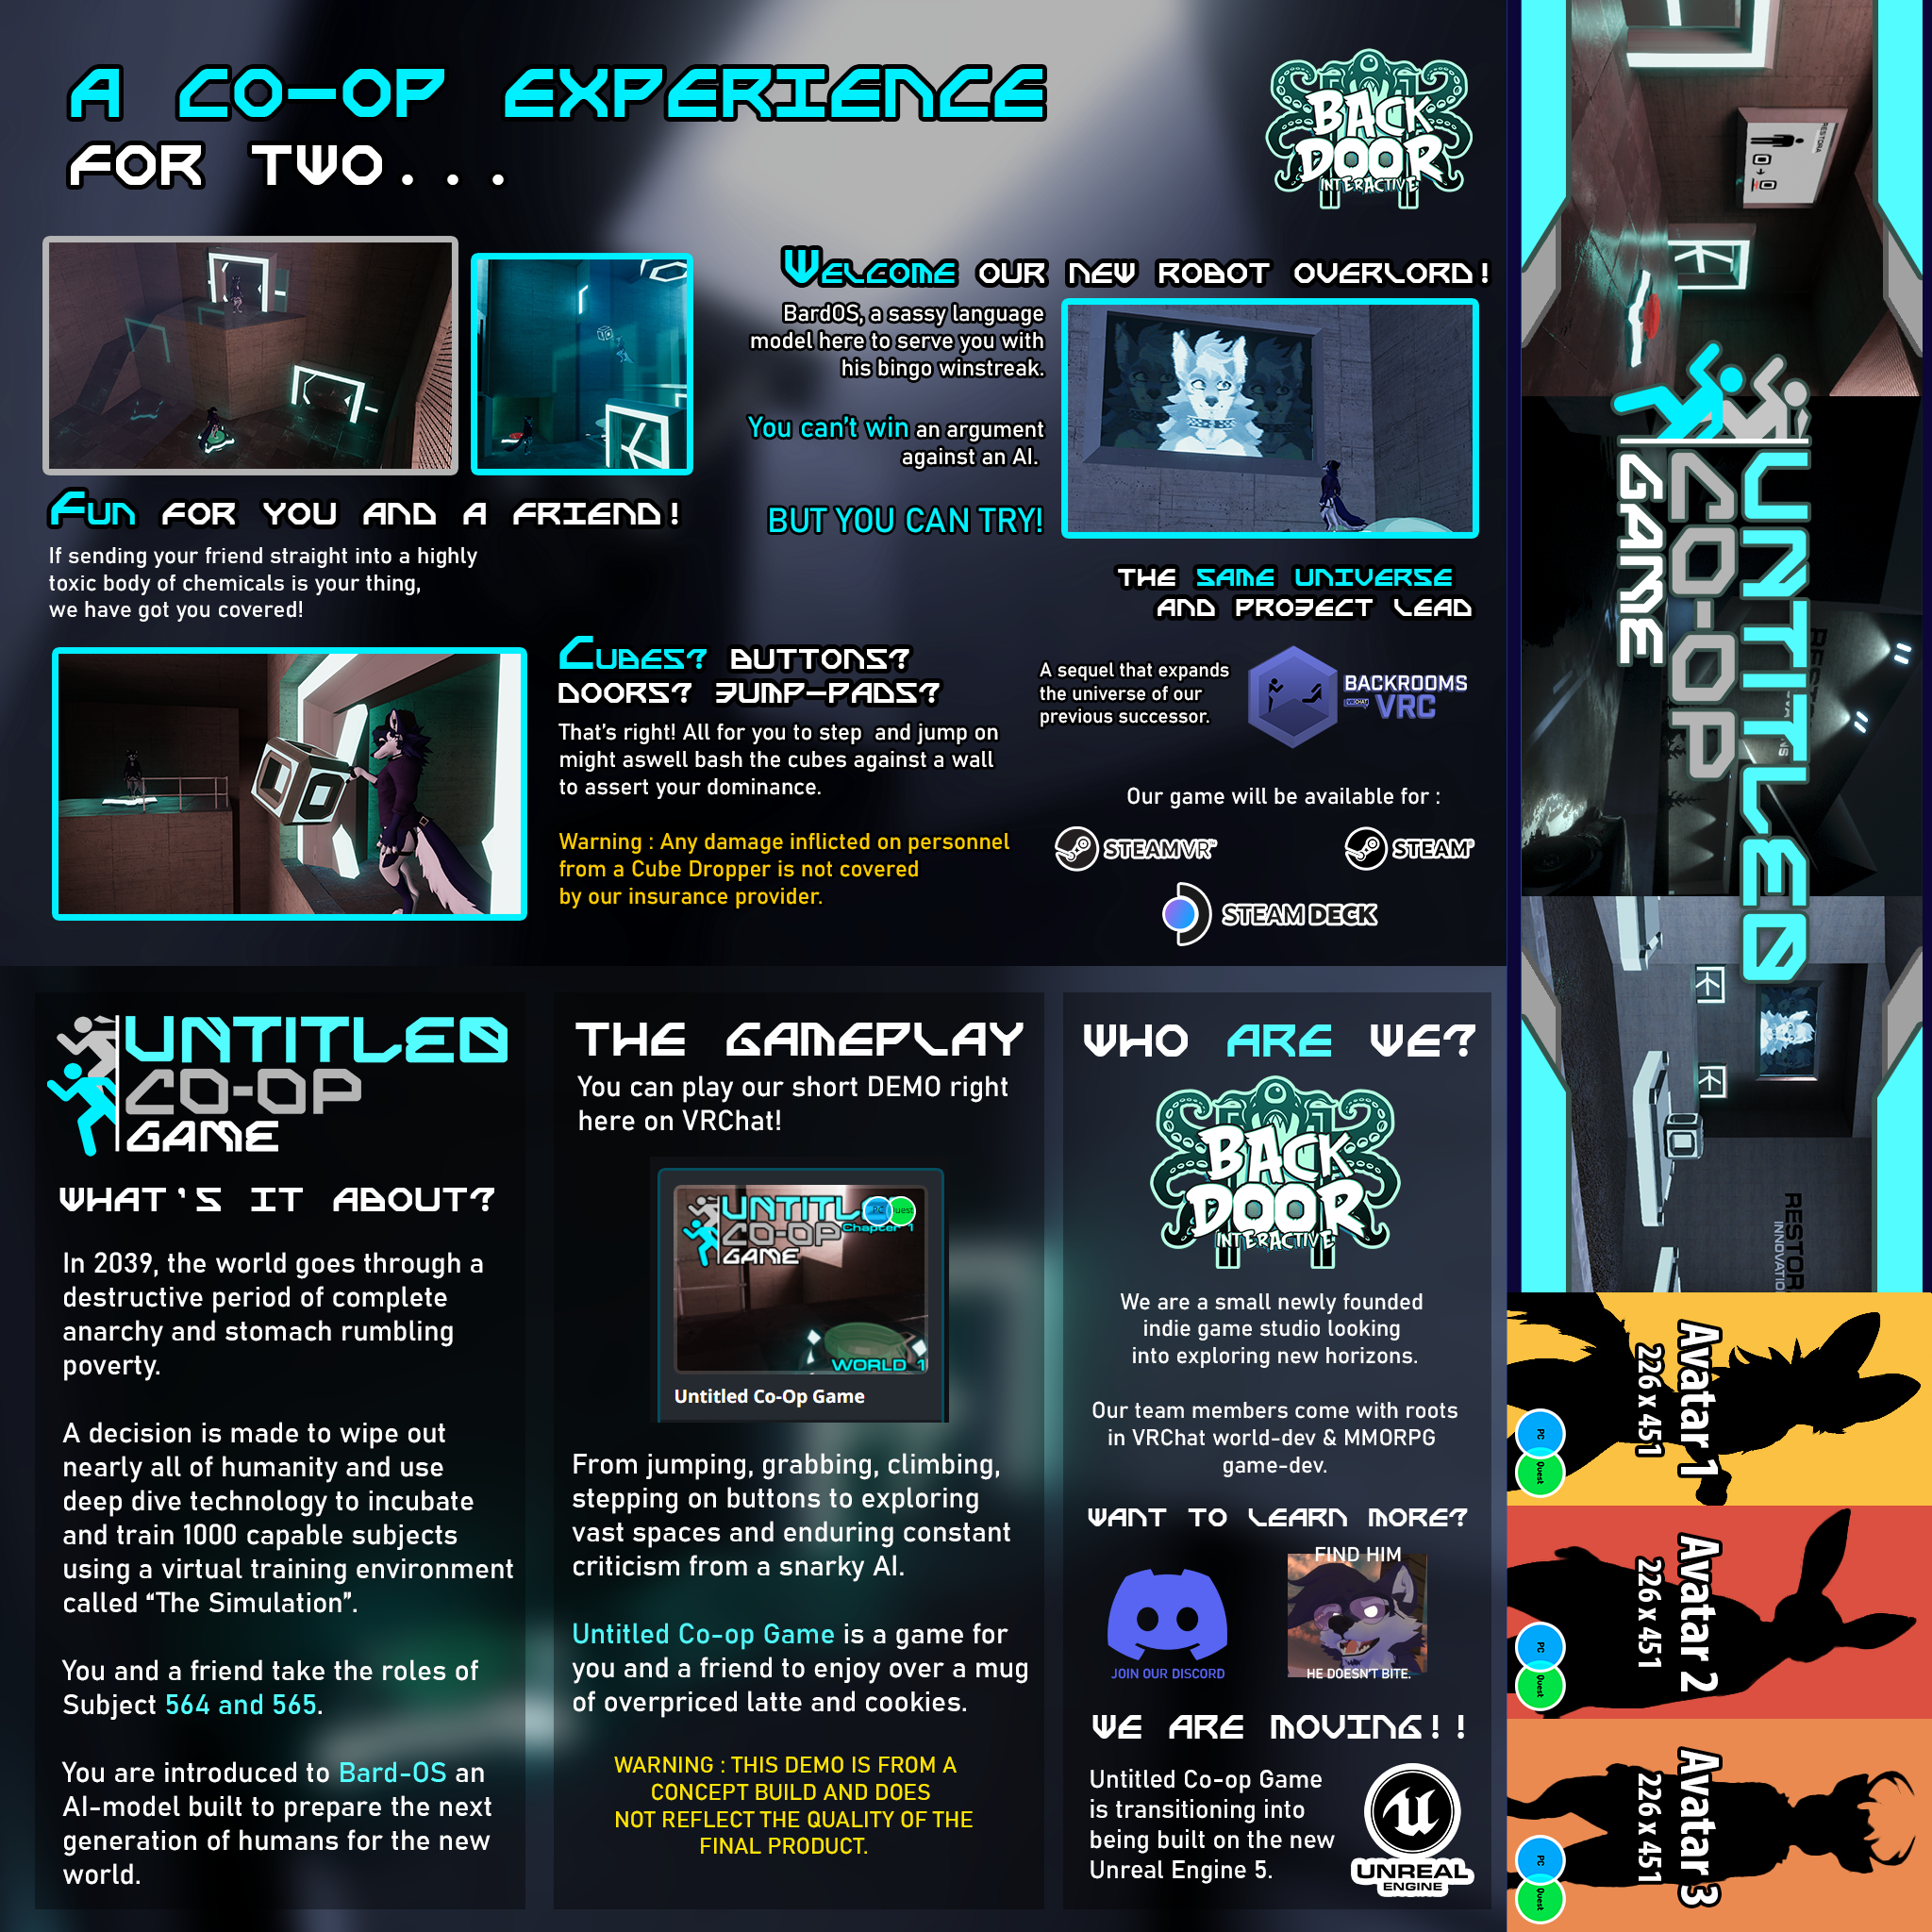 A CO-OP EXPERIENCE
FOR TWO...
BACK
DOOR
INTERACTIVE
WELCOME OUR NEW ROBOT OVERLORD!
BardOS, a sassy language
model here to serve you with
his bingo winstreak.
You can't win an argument
against an AI.
BUT YOU CAN TRY!
FUN FOR YOU AND A FRIEND!
If sending your friend straight into a highly
toxic body of chemicals is your thing,
we have got you covered!
CUBES? BUTTONS?
DOORS? JUMP-PADS?
That's right! All for you to step and jump on
might aswell bash the cubes against a wall
to assert your dominance.
Warning : Any damage inflicted on personnel
from a Cube Dropper is not covered
by our insurance provider.
THE SAME UNIVERSE
AND PROJECT LEAD
A sequel that expands
the universe of our
previous successor.
BACKROOMS
VRCHAT VRC
Our game will be available for :
STEAMVR™
STEAM®
STEAM DECK
UNTITLED
CO-OP
GAME
WHAT'S IT ABOUT?
In 2039, the world goes through a
destructive period of complete
anarchy and stomach rumbling
poverty.
A decision is made to wipe out
nearly all of humanity and use
deep dive technology to incubate
and train 1000 capable subjects
using a virtual training environment
called “The Simulation”.
You and a friend take the roles of
Subject 564 and 565.
You are introduced to Bard-OS an
AI-model built to prepare the next
generation of humans for the new
world.
THE GAMEPLAY
You can play our short DEMO right
here on VRChat!
UNTITL
PC
Quest
Chapter 1
CO-OP
GAME
WORLD 1
Untitled Co-Op Game
From jumping, grabbing, climbing,
stepping on buttons to exploring
vast spaces and enduring constant
criticism from a snarky AI.
Untitled Co-op Game is a game for
you and a friend to enjoy over a mug
of overpriced latte and cookies.
WARNING : THIS DEMO IS FROM A
CONCEPT BUILD AND DOES
NOT REFLECT THE QUALITY OF THE
FINAL PRODUCT.
WHO ARE WE?
BACK
DOOR
INTERACTIVE
We are a small newly founded
indie game studio looking
into exploring new horizons.
Our team members come with roots
in VRChat world-dev & MMORPG
game-dev.
WANT TO LEARN MORE?
JOIN OUR DISCORD
FIND HIM
HE DOESN'T BITE.
WE ARE MOVING!!
Untitled Co-op Game
is transitioning into
being built on the new
Unreal Engine 5.
UNREAL
ENGINE
UNTITLED
CO-OP
GAME
RESTOR
INNOVATIO
Avatar 1
226 x 451
PC
Quest
Avatar 2
226 x 451
PC
Quest
Avatar 3
226 x 451
PC
Quest